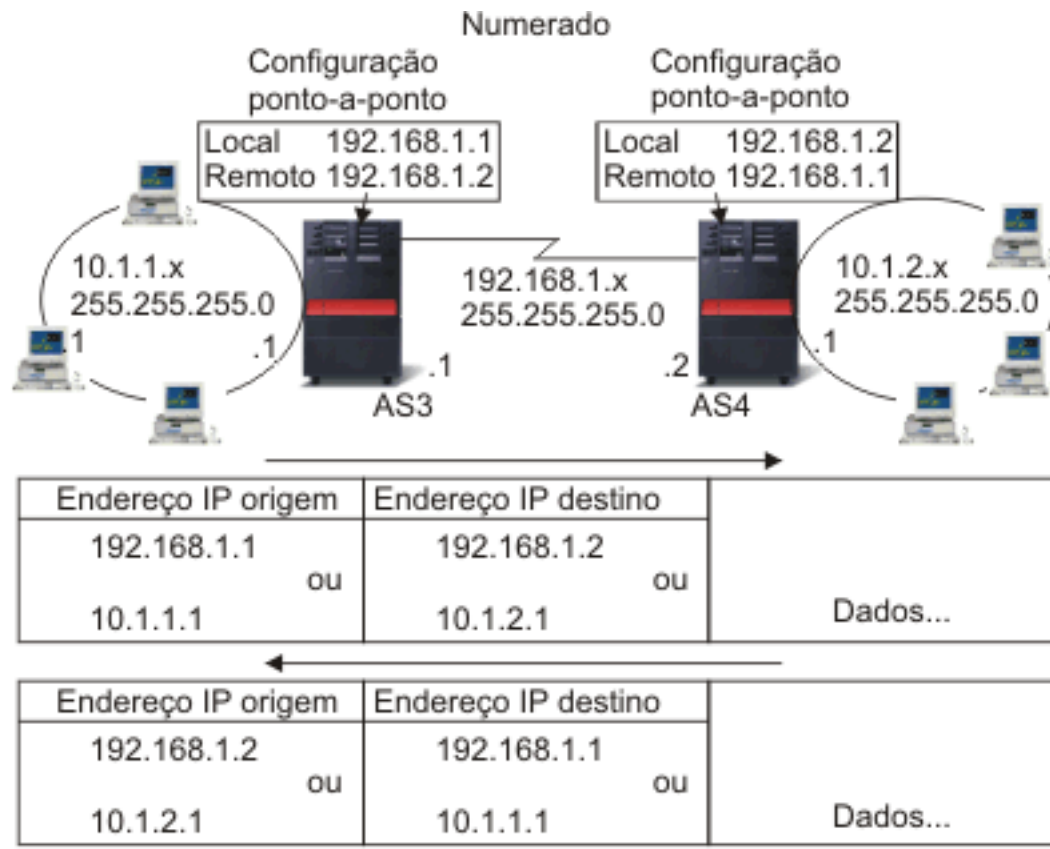 Numerado
Configuração
ponto-a-ponto
Local 192.168.1.1
Remoto 192.168.1.2
Configuração
ponto-a-ponto
Local 192.168.1.2
Remoto 192.168.1.1
10.1.1.x
255.255.255.0
.1
.1
.1
AS3
192.168.1.x
255.255.255.0
.2
AS4
10.1.2.x
255.255.255.0
.1
Endereço IP origem
Endereço IP destino
192.168.1.1
ou
10.1.1.1
192.168.1.2
ou
10.1.2.1
Dados...
Endereço IP origem
Endereço IP destino
192.168.1.2
ou
10.1.2.1
192.168.1.1
ou
10.1.1.1
Dados...